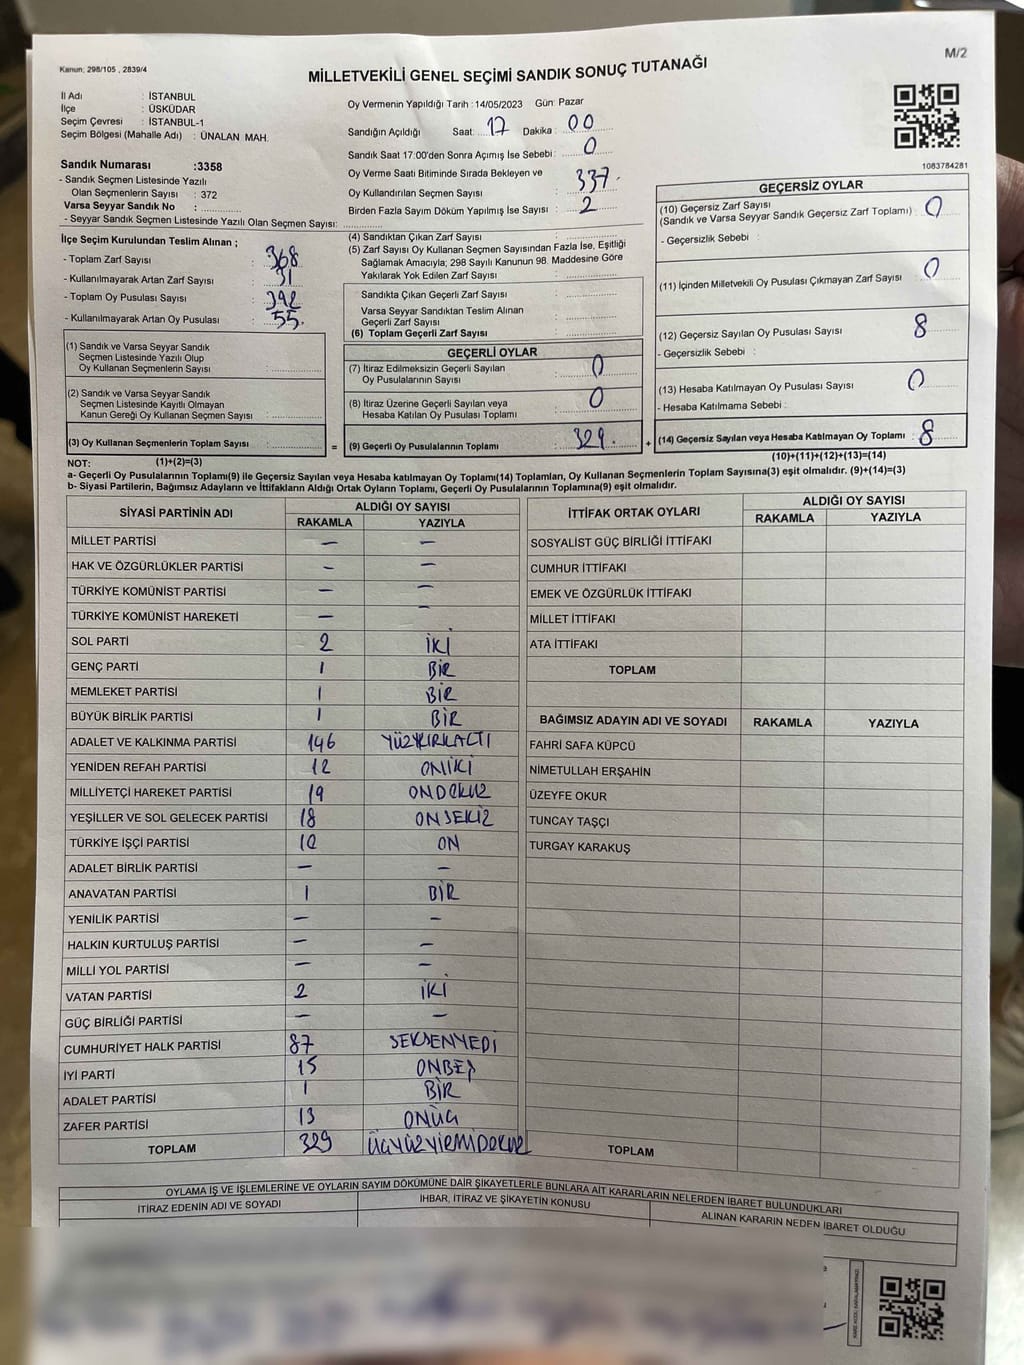 Kanun; 298/105 , 2839/4
M/2
MİLLETVEKİLİ GENEL SEÇİMİ SANDIK SONUÇ TUTANAĞI
İl Adı : İSTANBUL
İlçe : ÜSKÜDAR
Seçim Çevresi : İSTANBUL-1
Seçim Bölgesi (Mahalle Adı) : ÜNALAN MAH.
Sandık Numarası :3358
- Sandık Seçmen Listesinde Yazılı
Olan Seçmenlerin Sayısı : 372
Varsa Seyyar Sandık No :
- Seyyar Sandık Seçmen Listesinde Yazılı Olan Seçmen Sayısı:
Oy Vermenin Yapıldığı Tarih : 14/05/2023 Gün: Pazar
Sandığın Açıldığı Saat: 17 Dakika : 00
Sandık Saat 17:00'den Sonra Açımış İse Sebebi : 0
Oy Verme Saati Bitiminde Sırada Bekleyen ve
Oy Kullandırılan Seçmen Sayısı : 337
Birden Fazla Sayım Döküm Yapılmış İse Sayısı : 2
1083784281
İlçe Seçim Kurulundan Teslim Alınan ;
- Toplam Zarf Sayısı : 368
- Kullanılmayarak Artan Zarf Sayısı : 31
- Toplam Oy Pusulası Sayısı : 392
- Kullanılmayarak Artan Oy Pusulası : 55
(1) Sandık ve Varsa Seyyar Sandık
Seçmen Listesinde Yazılı Olup
Oy Kullanan Seçmenlerin Sayısı :
(2) Sandık ve Varsa Seyyar Sandık
Seçmen Listesinde Kayıtlı Olmayan
Kanun Gereği Oy Kullanan Seçmen Sayısı :
(3) Oy Kullanan Seçmenlerin Toplam Sayısı :
(4) Sandıktan Çıkan Zarf Sayısı :
(5) Zarf Sayısı Oy Kullanan Seçmen Sayısından Fazla İse, Eşitliği
Sağlamak Amacıyla; 298 Sayılı Kanunun 98. Maddesine Göre
Yakılarak Yok Edilen Zarf Sayısı :
Sandıkta Çıkan Geçerli Zarf Sayısı :
Varsa Seyyar Sandıktan Teslim Alınan
Geçerli Zarf Sayısı :
(6) Toplam Geçerli Zarf Sayısı :
GEÇERLİ OYLAR
(7) İtiraz Edilmeksizin Geçerli Sayılan
Oy Pusulalarının Sayısı : 0
(8) İtiraz Üzerine Geçerli Sayılan veya
Hesaba Katılan Oy Pusulası Toplamı : 0
= (9) Geçerli Oy Pusulalarının Toplamı : 329
GEÇERSİZ OYLAR
(10) Geçersiz Zarf Sayısı
(Sandık ve Varsa Seyyar Sandık Geçersiz Zarf Toplamı) : 0
- Geçersizlik Sebebi :
(11) İçinden Milletvekili Oy Pusulası Çıkmayan Zarf Sayısı : 0
(12) Geçersiz Sayılan Oy Pusulası Sayısı : 8
- Geçersizlik Sebebi :
(13) Hesaba Katılmayan Oy Pusulası Sayısı : 0
- Hesaba Katılmama Sebebi :
+ (14) Geçersiz Sayılan veya Hesaba Katılmayan Oy Toplamı : 8
NOT: (1)+(2)=(3)
(10)+(11)+(12)+(13)=(14)
a- Geçerli Oy Pusulalarının Toplamı(9) ile Geçersiz Sayılan veya Hesaba katılmayan Oy Toplamı(14) Toplamları, Oy Kullanan Seçmenlerin Toplam Sayısına(3) eşit olmalıdır. (9)+(14)=(3)
b- Siyasi Partilerin, Bağımsız Adayların ve İttifakların Aldığı Ortak Oyların Toplamı, Geçerli Oy Pusulalarının Toplamına(9) eşit olmalıdır.
SİYASİ PARTİNİN ADI
ALDIĞI OY SAYISI
RAKAMLA YAZIYLA
MİLLET PARTİSİ – –
HAK VE ÖZGÜRLÜKLER PARTİSİ – –
TÜRKİYE KOMÜNİST PARTİSİ – –
TÜRKİYE KOMÜNİST HAREKETİ – –
SOL PARTİ 2 İKİ
GENÇ PARTİ 1 BİR
MEMLEKET PARTİSİ 1 BİR
BÜYÜK BİRLİK PARTİSİ 1 BİR
ADALET VE KALKINMA PARTİSİ 146 YÜZKIRKALTI
YENİDEN REFAH PARTİSİ 12 ONİKİ
MİLLİYETÇİ HAREKET PARTİSİ 19 ONDOKUZ
YEŞİLLER VE SOL GELECEK PARTİSİ 18 ONSEKİZ
TÜRKİYE İŞÇİ PARTİSİ 10 ON
ADALET BİRLİK PARTİSİ – –
ANAVATAN PARTİSİ 1 BİR
YENİLİK PARTİSİ – –
HALKIN KURTULUŞ PARTİSİ – –
MİLLİ YOL PARTİSİ – –
VATAN PARTİSİ 2 İKİ
GÜÇ BİRLİĞİ PARTİSİ – –
CUMHURİYET HALK PARTİSİ 87 SEKSENYEDİ
İYİ PARTİ 15 ONBEŞ
ADALET PARTİSİ 1 BİR
ZAFER PARTİSİ 13 ONÜÇ
TOPLAM 329 ÜÇYÜZYİRMİDOKUZ
İTTİFAK ORTAK OYLARI
ALDIĞI OY SAYISI
RAKAMLA YAZIYLA
SOSYALİST GÜÇ BİRLİĞİ İTTİFAKI
CUMHUR İTTİFAKI
EMEK VE ÖZGÜRLÜK İTTİFAKI
MİLLET İTTİFAKI
ATA İTTİFAKI
TOPLAM
BAĞIMSIZ ADAYIN ADI VE SOYADI RAKAMLA YAZIYLA
FAHRİ SAFA KÜPCÜ
NİMETULLAH ERŞAHİN
ÜZEYFE OKUR
TUNCAY TAŞÇI
TURGAY KARAKUŞ
TOPLAM
OYLAMA İŞ VE İŞLEMLERİNE VE OYLARIN SAYIM DÖKÜMÜNE DAİR ŞİKAYETLERLE BUNLARA AİT KARARLARIN NELERDEN İBARET BULUNDUKLARI
İTİRAZ EDENİN ADI VE SOYADI
İHBAR, İTİRAZ VE ŞİKAYETİN KONUSU
ALINAN KARARIN NEDEN İBARET OLDUĞU